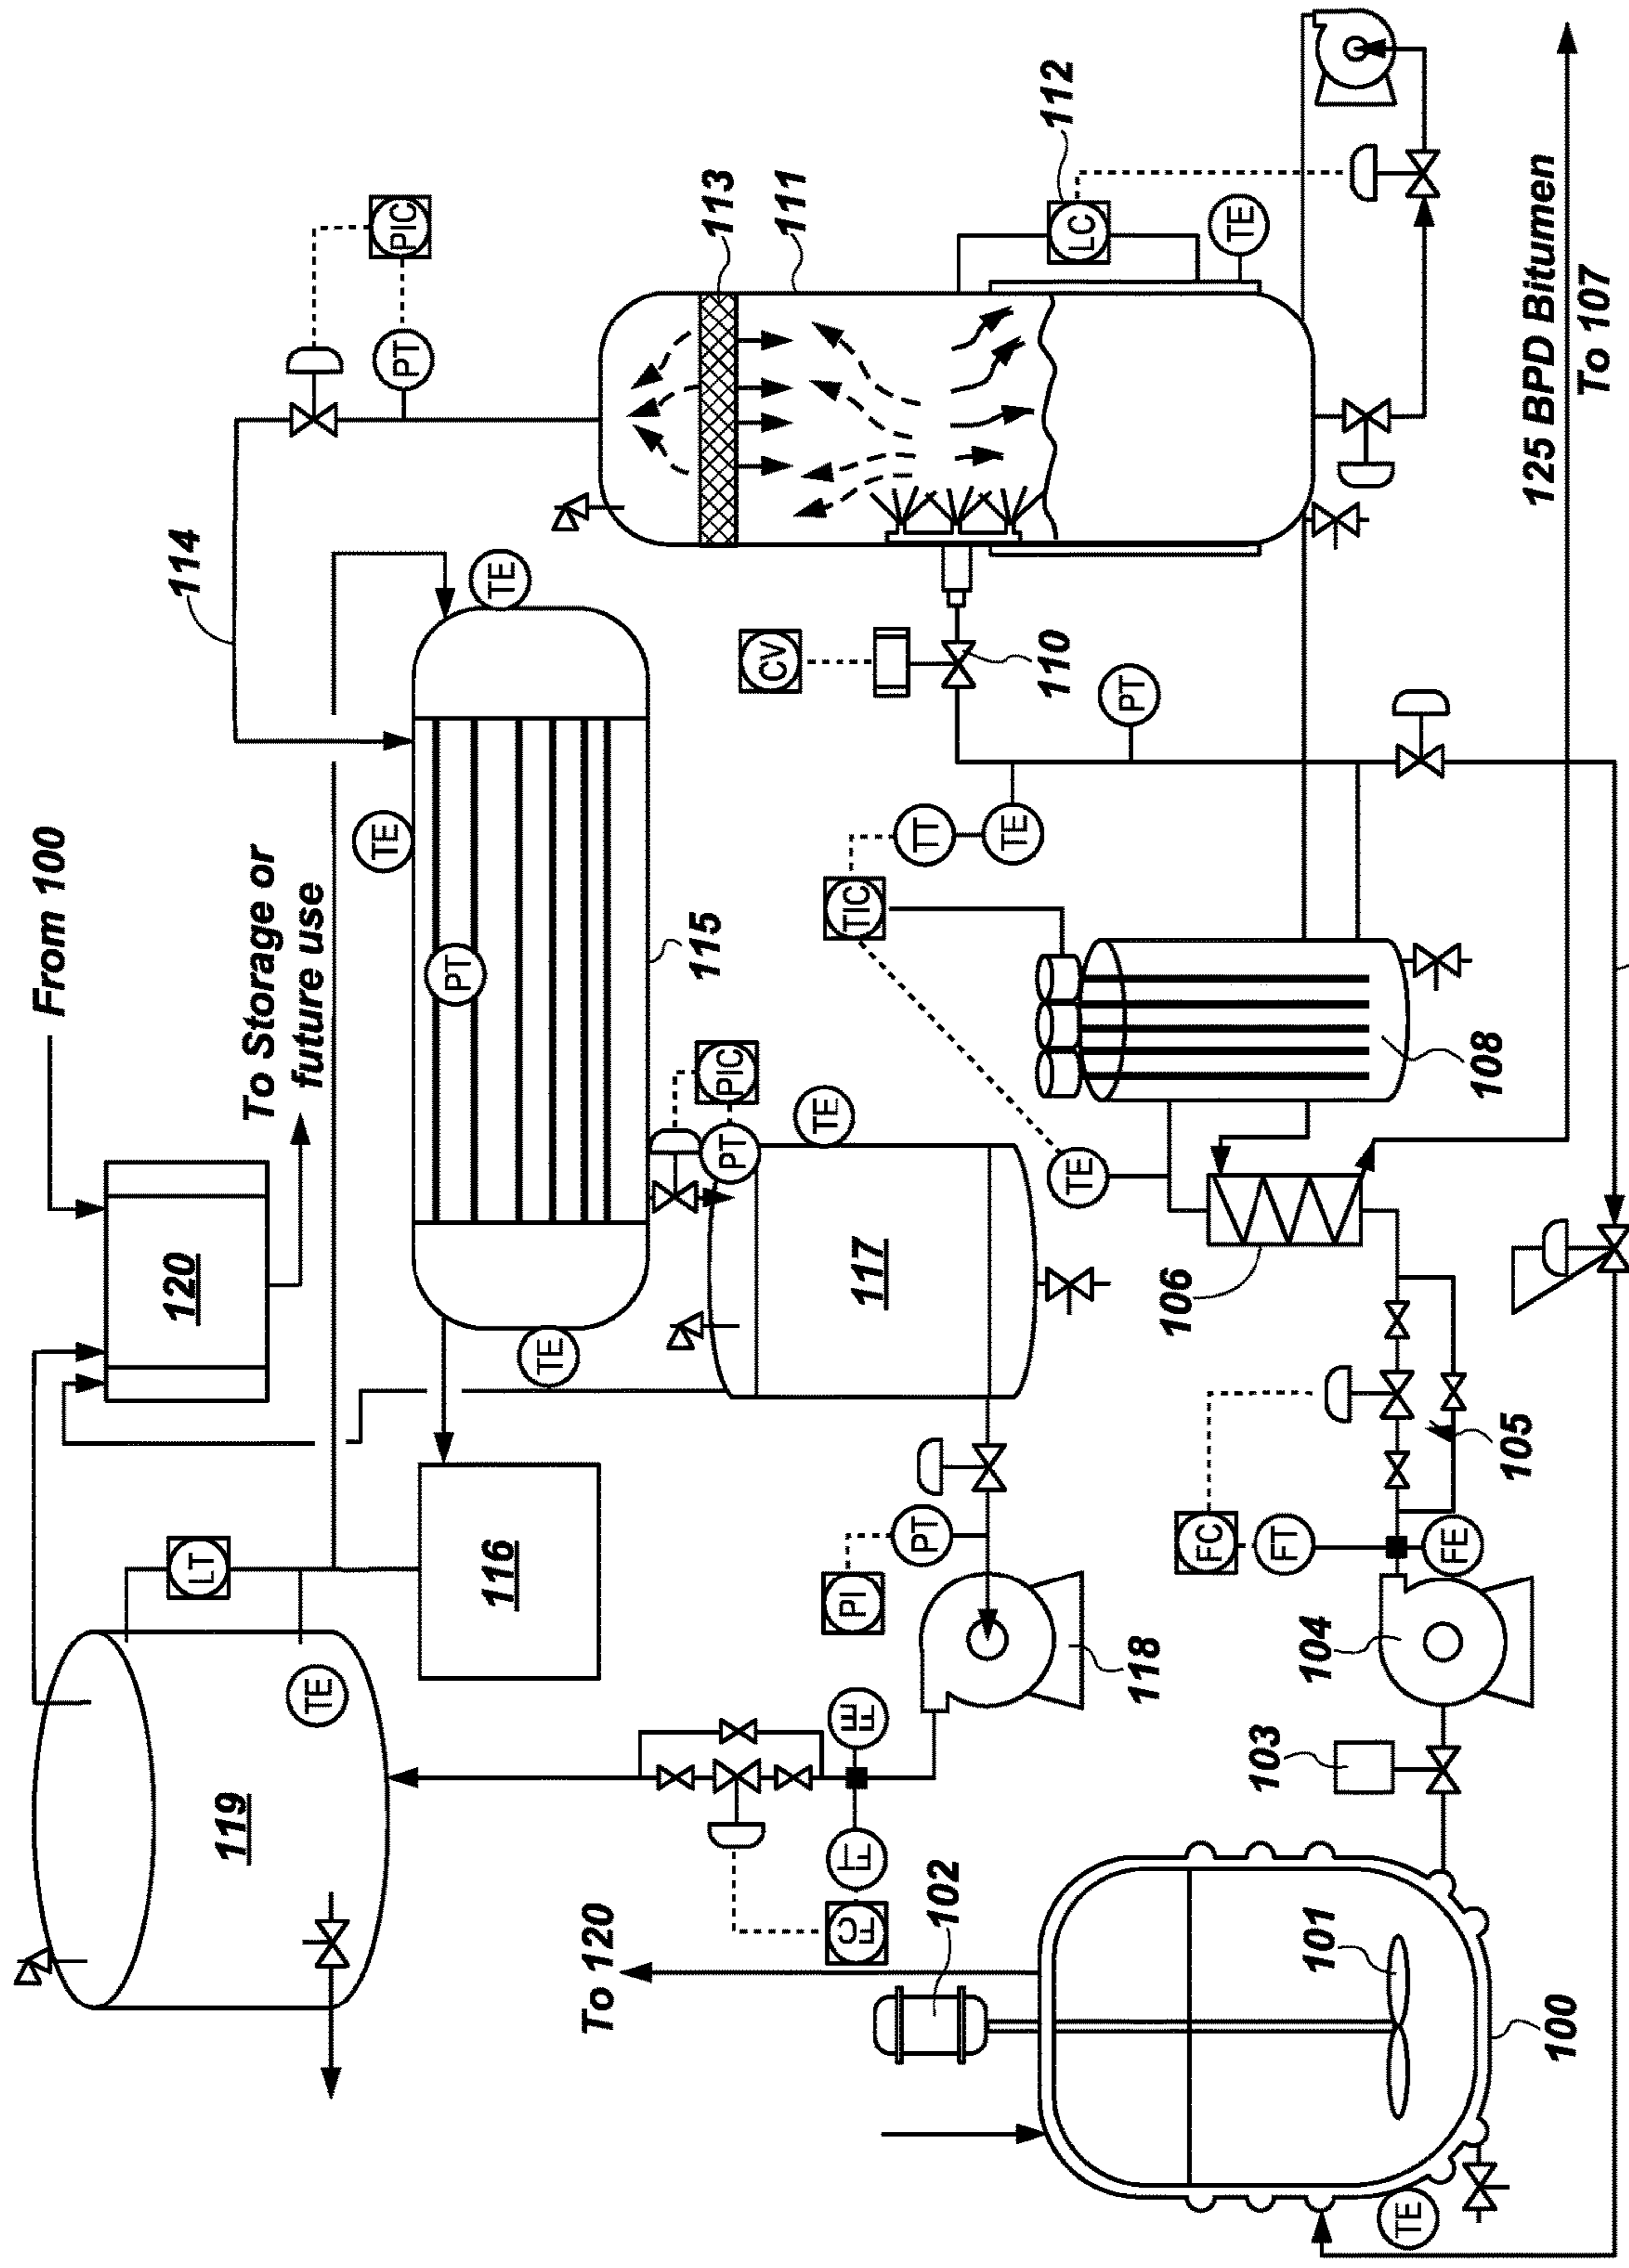 From 100
120
114
LT
119
To Storage or
future use
TE
TE
PT
PIC
PT
TE
116
TE
To 120
115
113
PIC
PT
CV
111
TE
FC
FT
FE
PI
TIC
117
PT
TT
102
TE
110
112
LC
TE
PT
118
106
FC
TE
103
FT
104
101
TE
FE
108
105
100
125 BPD Bitumen
To 107